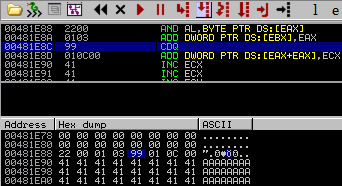 l e
00481E88 2200 AND AL,BYTE PTR DS:[EAX]
00481E8A 0103 ADD DWORD PTR DS:[EBX],EAX
00481E8C 99 CDQ
00481E8D 010C00 ADD DWORD PTR DS:[EAX+EAX],ECX
00481E90 41 INC ECX
00481E91 41 INC ECX
Address Hex dump ASCII
00481E78 00 00 00 00 00 00 00 00 ........
00481E80 00 00 00 00 00 00 00 00 ........
00481E88 22 00 01 03 99 01 0C 00
00481E90 41 41 41 41 41 41 41 41 AAAAAAAA
00481E98 41 41 41 41 41 41 41 41 AAAAAAAA
00481EA0 41 41 41 41 41 41 41 41 AAAAAAAA